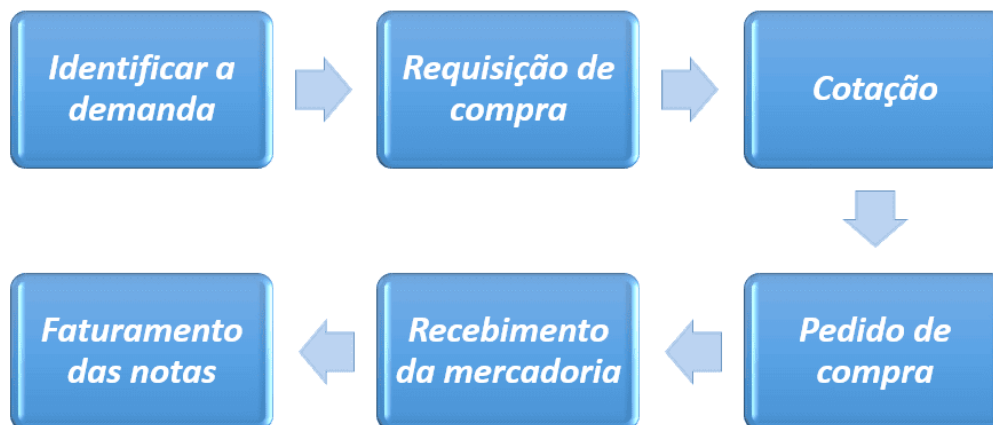 Identificar a
demanda
Requisição de
compra
Cotação
Pedido de
compra
Recebimento
da mercadoria
Faturamento
das notas